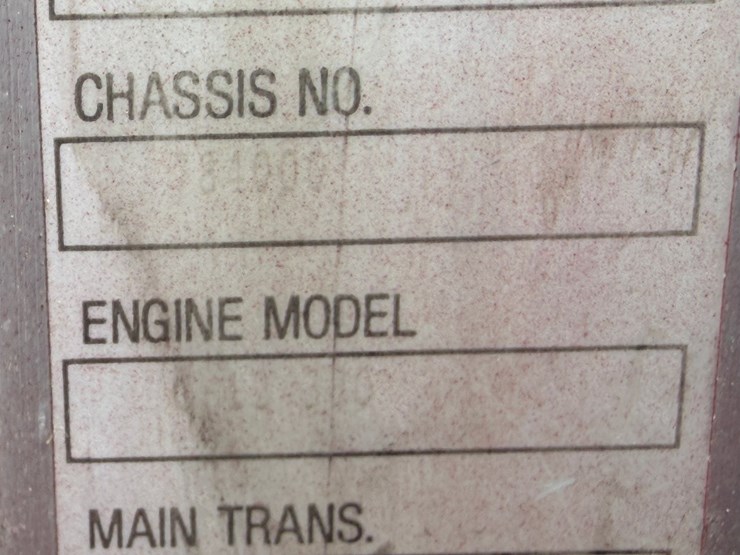 CHASSIS NO.
ENGINE MODEL
MAIN TRANS.